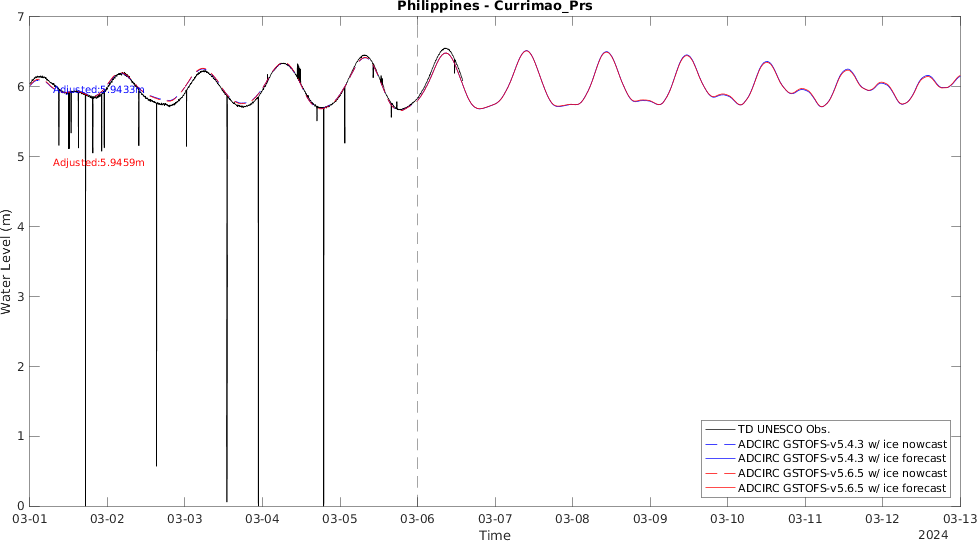 Philippines - Currimao_Prs
7
6
5
4
3
2
1
0
Water Level (m)
Adjusted:5.9433m
Adjusted:5.9459m
TD UNESCO Obs.
ADCIRC GSTOFS-v5.4.3 w/ ice nowcast
ADCIRC GSTOFS-v5.4.3 w/ ice forecast
ADCIRC GSTOFS-v5.6.5 w/ ice nowcast
ADCIRC GSTOFS-v5.6.5 w/ ice forecast
03-01 03-02 03-03 03-04 03-05 03-06 03-07 03-08 03-09 03-10 03-11 03-12 03-13
Time
2024